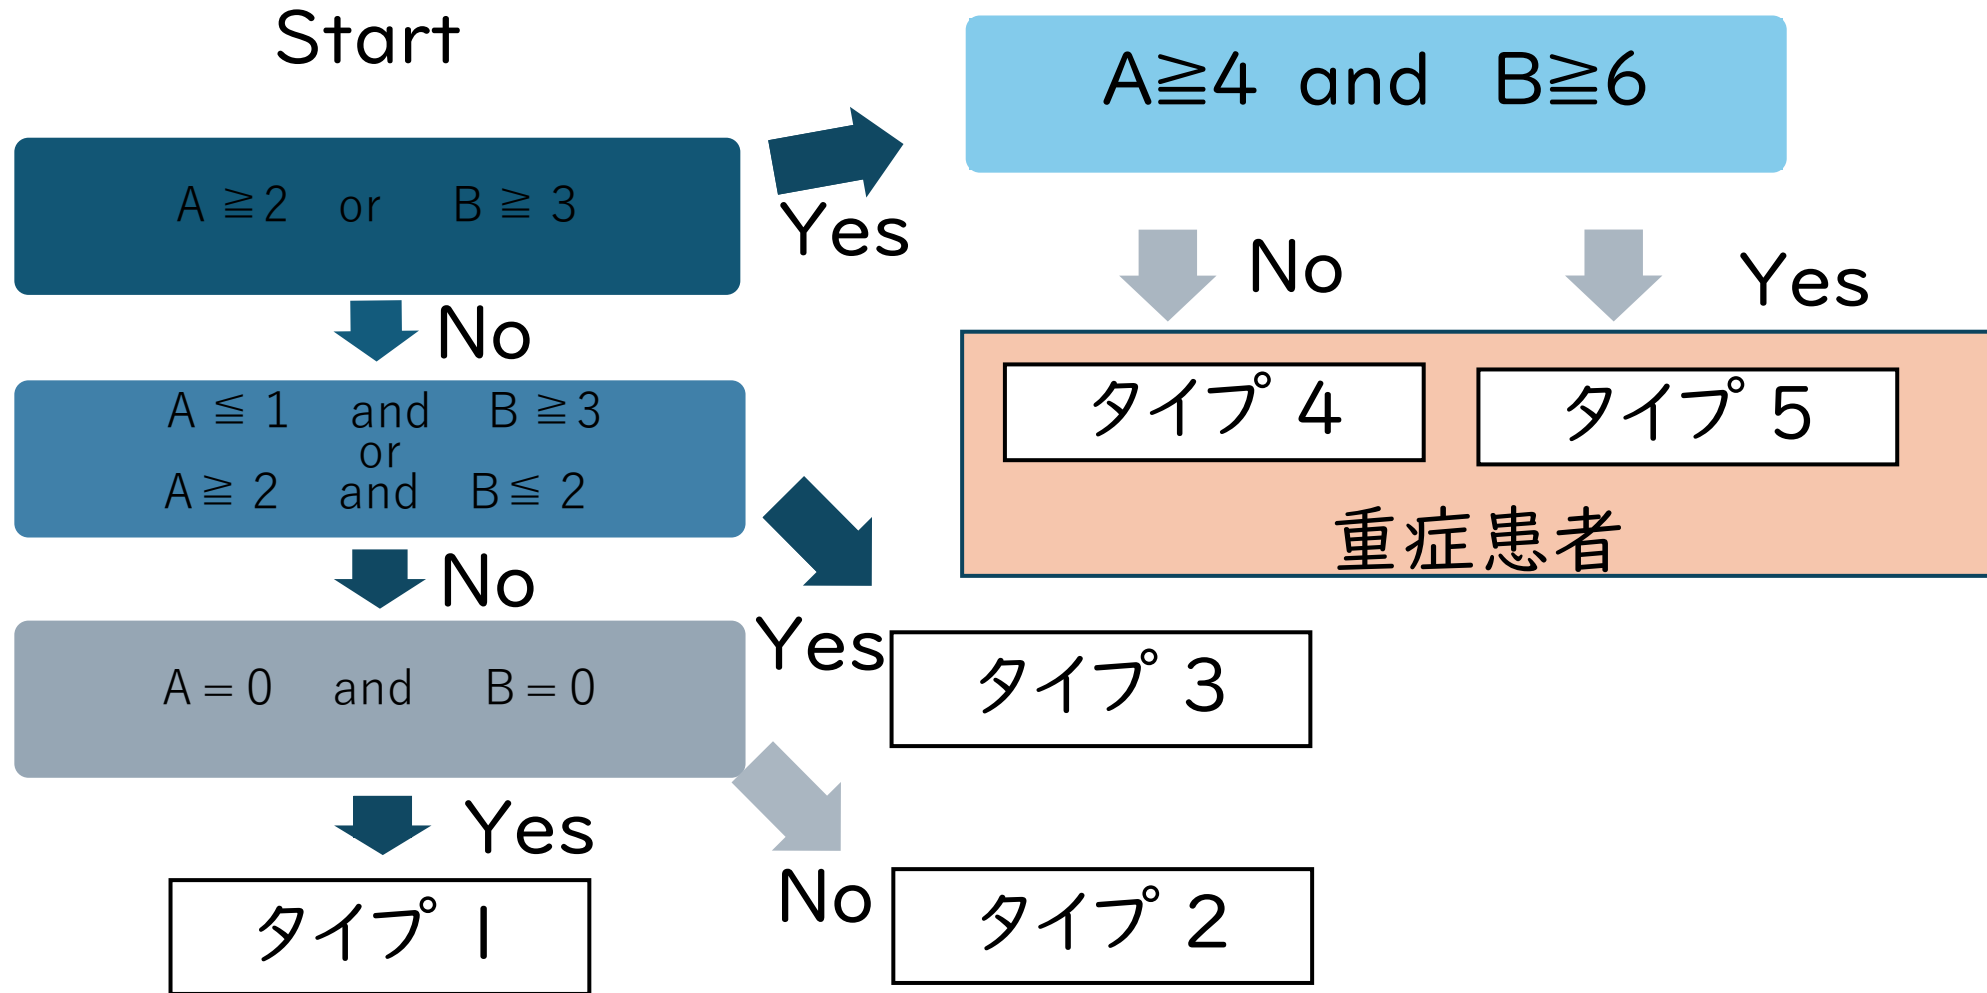 Start
A ≧2 or B ≧ 3
Yes
A≧4 and B≧6
No
Yes
タイプ 4
タイプ 5
重症患者
No
A ≦ 1 and B ≧3
or
A≧ 2 and B≦ 2
Yes
タイプ 3
No
A＝0 and B＝0
No
タイプ 2
Yes
タイプ 1